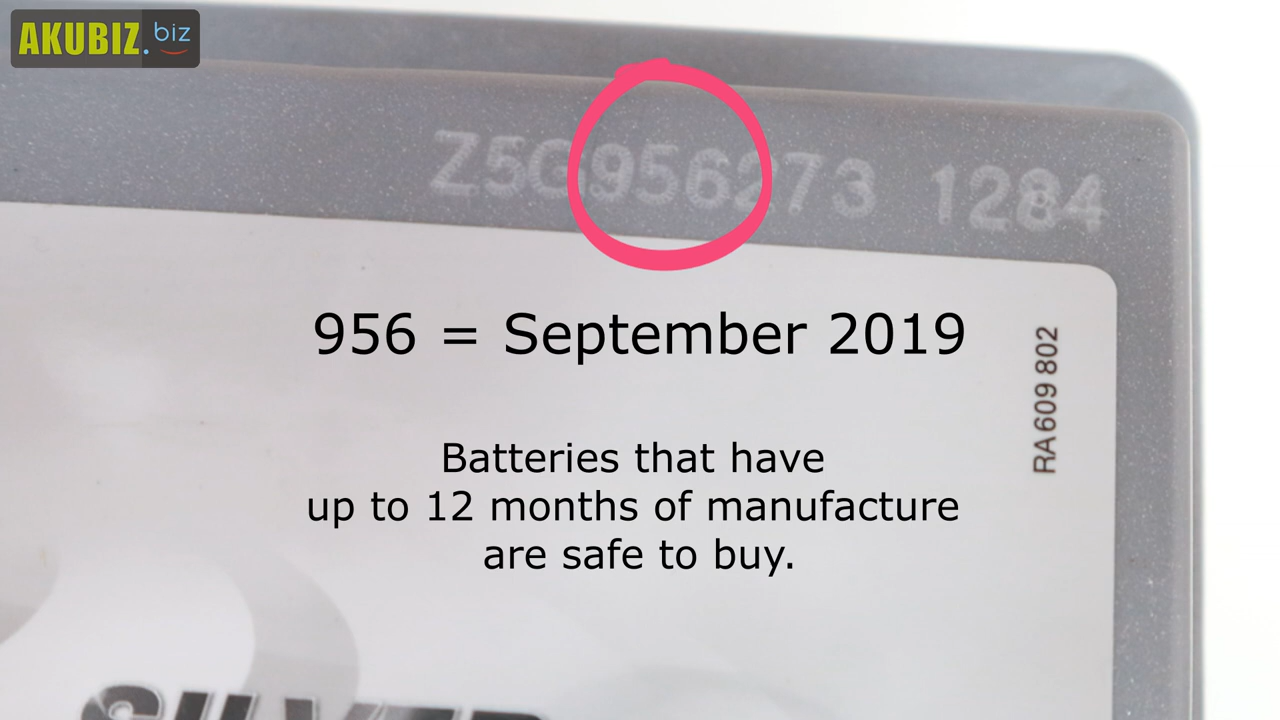 AKUBIZ.biz
Z5G956273 1284
956 = September 2019
RA609 802
Batteries that have
up to 12 months of manufacture
are safe to buy.
SILVER